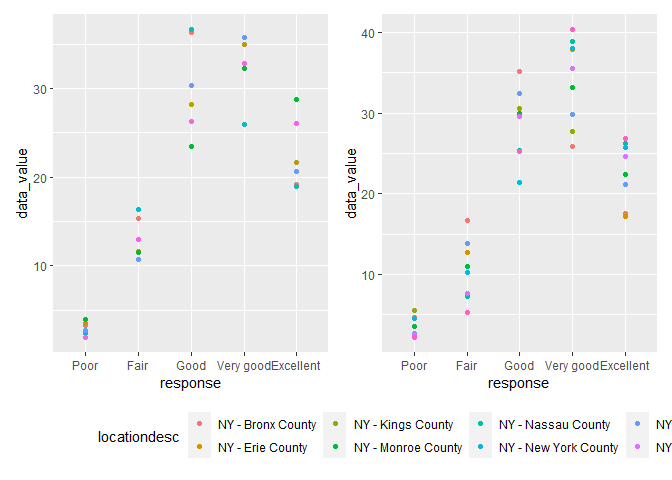 data_value
30
20
10
Poor Fair Good Very good Excellent
response
data_value
40
30
20
10
Poor Fair Good Very good Excellent
response
locationdesc
NY - Bronx County NY - Kings County NY - Nassau County NY
NY - Erie County NY - Monroe County NY - New York County NY